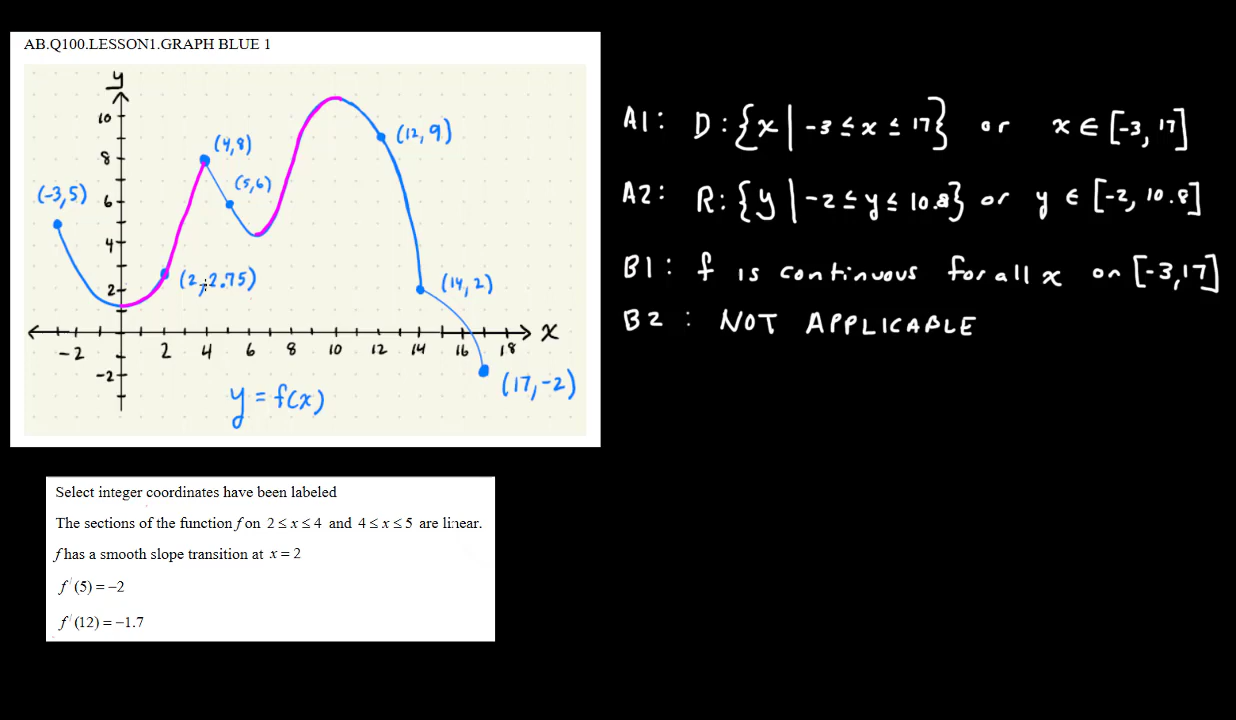 AB.Q100.LESSON1.GRAPH BLUE 1
y
10
8
6
4
2
-2
-2 2 4 6 8 10 12 14 16 18
x
(-3,5)
(4,8)
(5,6)
(12,9)
(2,2.75)
(14,2)
(17,-2)
y = f(x)
A1: D:{x | -3 ≤ x ≤ 17} or x ∈ [-3, 17]
A2: R:{y | -2 ≤ y ≤ 10.8} or y ∈ [-2, 10.8]
B1: f is continuous for all x on [-3,17]
B2 : NOT APPLICABLE
Select integer coordinates have been labeled
The sections of the function f on 2 ≤ x ≤ 4 and 4 ≤ x ≤ 5 are linear.
f has a smooth slope transition at x = 2
f'(5) = −2
f'(12) = −1.7